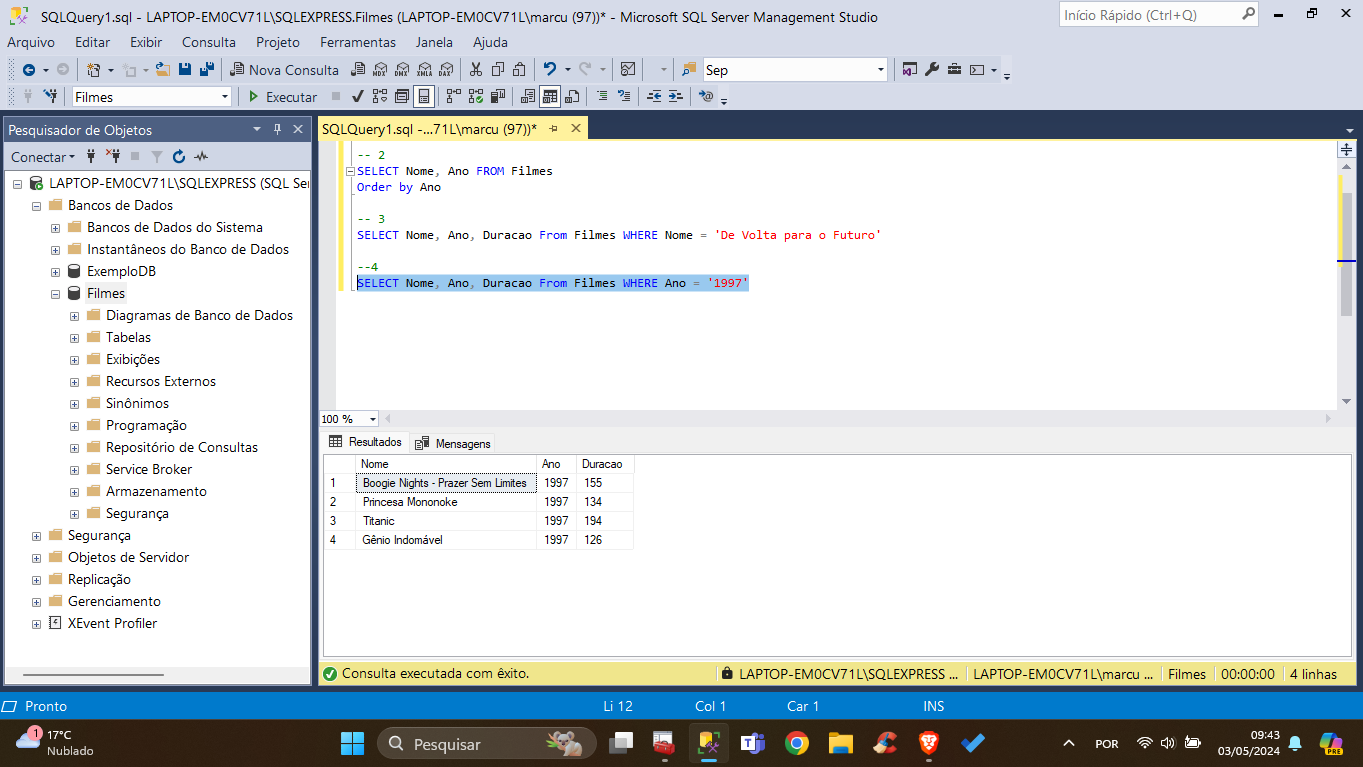 SQLQuery1.sql - LAPTOP-EM0CV71L\SQLEXPRESS.Filmes (LAPTOP-EM0CV71L\marcu (97))* - Microsoft SQL Server Management Studio
Início Rápido (Ctrl+Q)
Arquivo Editar Exibir Consulta Projeto Ferramentas Janela Ajuda
Nova Consulta MDX DMX XMLA DAX Sep
Filmes Executar
Pesquisador de Objetos
SQLQuery1.sql -...71L\marcu (97))*
Conectar
LAPTOP-EM0CV71L\SQLEXPRESS (SQL Ser
Bancos de Dados
Bancos de Dados do Sistema
Instantâneos do Banco de Dados
ExemploDB
Filmes
Diagramas de Banco de Dados
Tabelas
Exibições
Recursos Externos
Sinônimos
Programação
Repositório de Consultas
Service Broker
Armazenamento
Segurança
Segurança
Objetos de Servidor
Replicação
Gerenciamento
XEvent Profiler
-- 2
SELECT Nome, Ano FROM Filmes
Order by Ano
-- 3
SELECT Nome, Ano, Duracao From Filmes WHERE Nome = 'De Volta para o Futuro'
--4
SELECT Nome, Ano, Duracao From Filmes WHERE Ano = '1997'
100 %
Resultados Mensagens
Nome Ano Duracao
1 Boogie Nights - Prazer Sem Limites 1997 155
2 Princesa Mononoke 1997 134
3 Titanic 1997 194
4 Gênio Indomável 1997 126
Consulta executada com êxito. LAPTOP-EM0CV71L\SQLEXPRESS ... LAPTOP-EM0CV71L\marcu ... Filmes 00:00:00 4 linhas
Pronto Li 12 Col 1 Car 1 INS
1 17°C
Nublado
Pesquisar
POR
09:43
03/05/2024
PRE